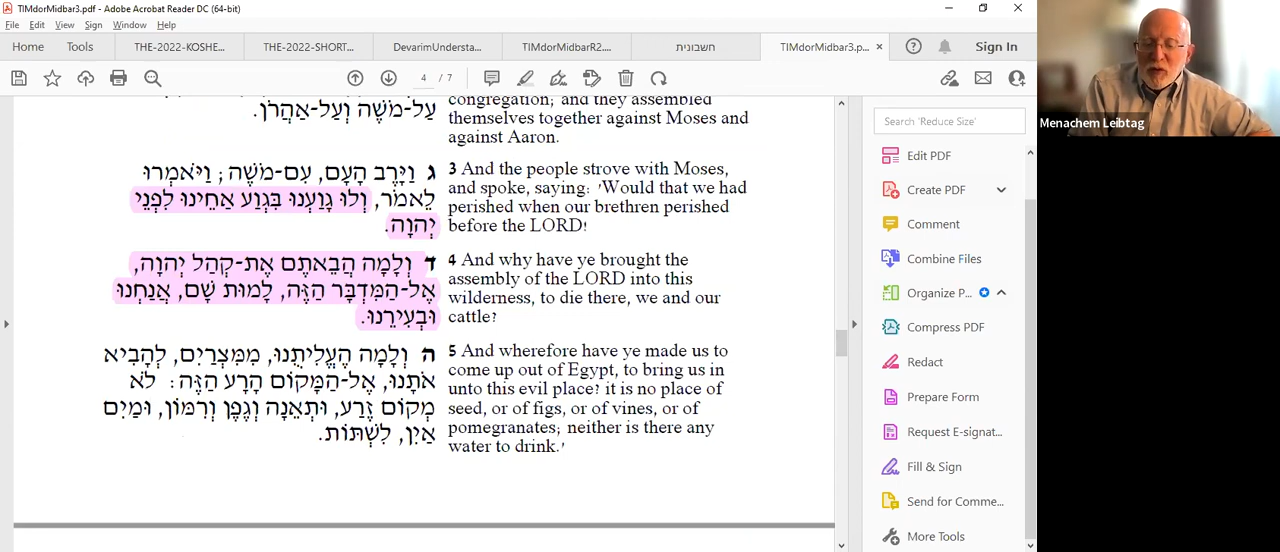 TIMdorMidbar3.pdf - Adobe Acrobat Reader DC (64-bit)
File Edit View Sign Window Help
Home Tools THE-2022-KOSHE... THE-2022-SHORT... DevarimUndersta... TIMdorMidbarR2.... חשבונית TIMdorMidbar3.p... × Sign In
4 / 7
על-מֹשֶׁה וְעַל-אַהֲרֹן.
congregation; and they assembled
themselves together against Moses and
against Aaron.
ג וַיָּרֶב הָעָם, עִם-מֹשֶׁה; וַיֹּאמְרוּ
לֵאמֹר, וְלוּ גָוַעְנוּ בִּגְוַע אַחֵינוּ לִפְנֵי
יְהוָה.
3 And the people strove with Moses,
and spoke, saying: 'Would that we had
perished when our brethren perished
before the LORD!
ד וְלָמָה הֲבֵאתֶם אֶת-קְהַל יְהוָה,
אֶל-הַמִּדְבָּר הַזֶּה, לָמוּת שָׁם, אֲנַחְנוּ
וּבְעִירֵנוּ.
4 And why have ye brought the
assembly of the LORD into this
wilderness, to die there, we and our
cattle?
ה וְלָמָה הֶעֱלִיתֻנוּ, מִמִּצְרַיִם, לְהָבִיא
אֹתָנוּ, אֶל-הַמָּקוֹם הָרָע הַזֶּה: לֹא
מְקוֹם זֶרַע, וּתְאֵנָה וְגֶפֶן וְרִמּוֹן, וּמַיִם
אַיִן, לִשְׁתּוֹת.
5 And wherefore have ye made us to
come up out of Egypt, to bring us in
unto this evil place? it is no place of
seed, or of figs, or of vines, or of
pomegranates; neither is there any
water to drink.'
Search 'Reduce Size'
Edit PDF
Create PDF
Comment
Combine Files
Organize P...
Compress PDF
Redact
Prepare Form
Request E-signat...
Fill & Sign
Send for Comme...
More Tools
Menachem Leibtag